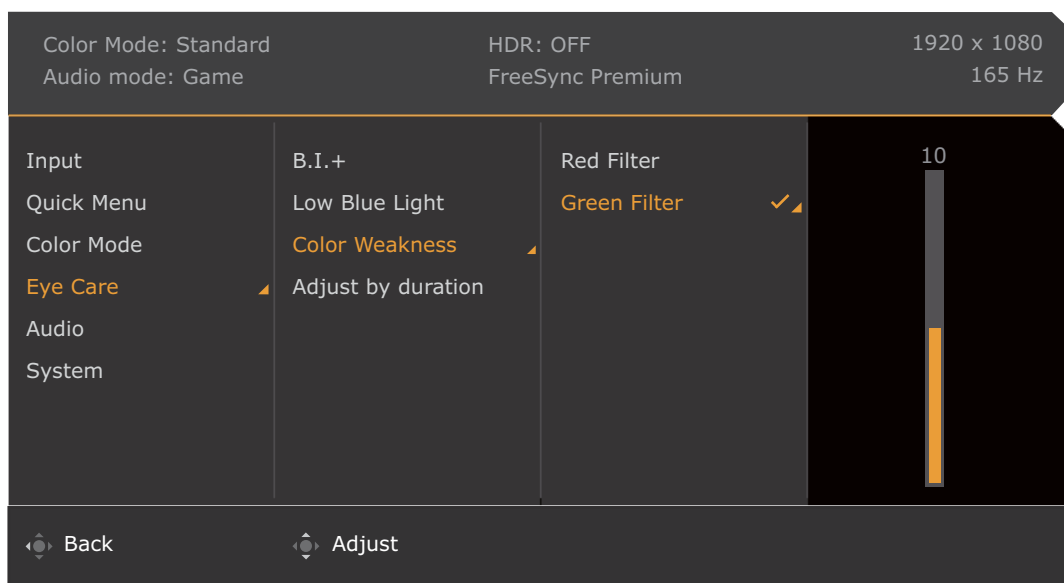 Color Mode: Standard
HDR: OFF
1920 x 1080
Audio mode: Game
FreeSync Premium
165 Hz
Input
Quick Menu
Color Mode
Eye Care
Audio
System
B.I.+
Low Blue Light
Color Weakness
Adjust by duration
Red Filter
Green Filter
10
Back
Adjust